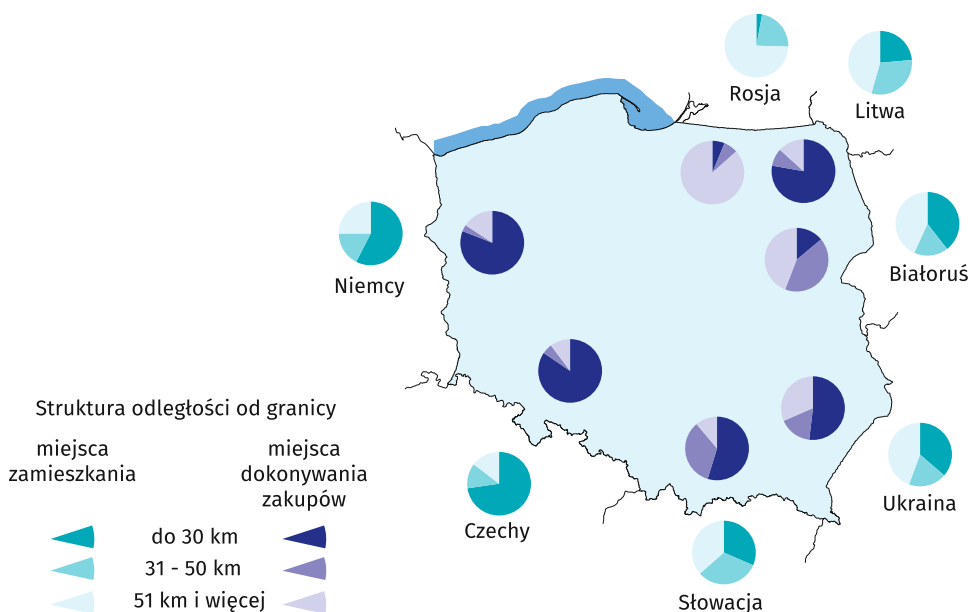 Rosja
Litwa
Białoruś
Niemcy
Struktura odległości od granicy
miejsca
zamieszkania
miejsca
dokonywania
zakupów
Czechy
Ukraina
do 30 km
31 - 50 km
51 km i więcej
Słowacja